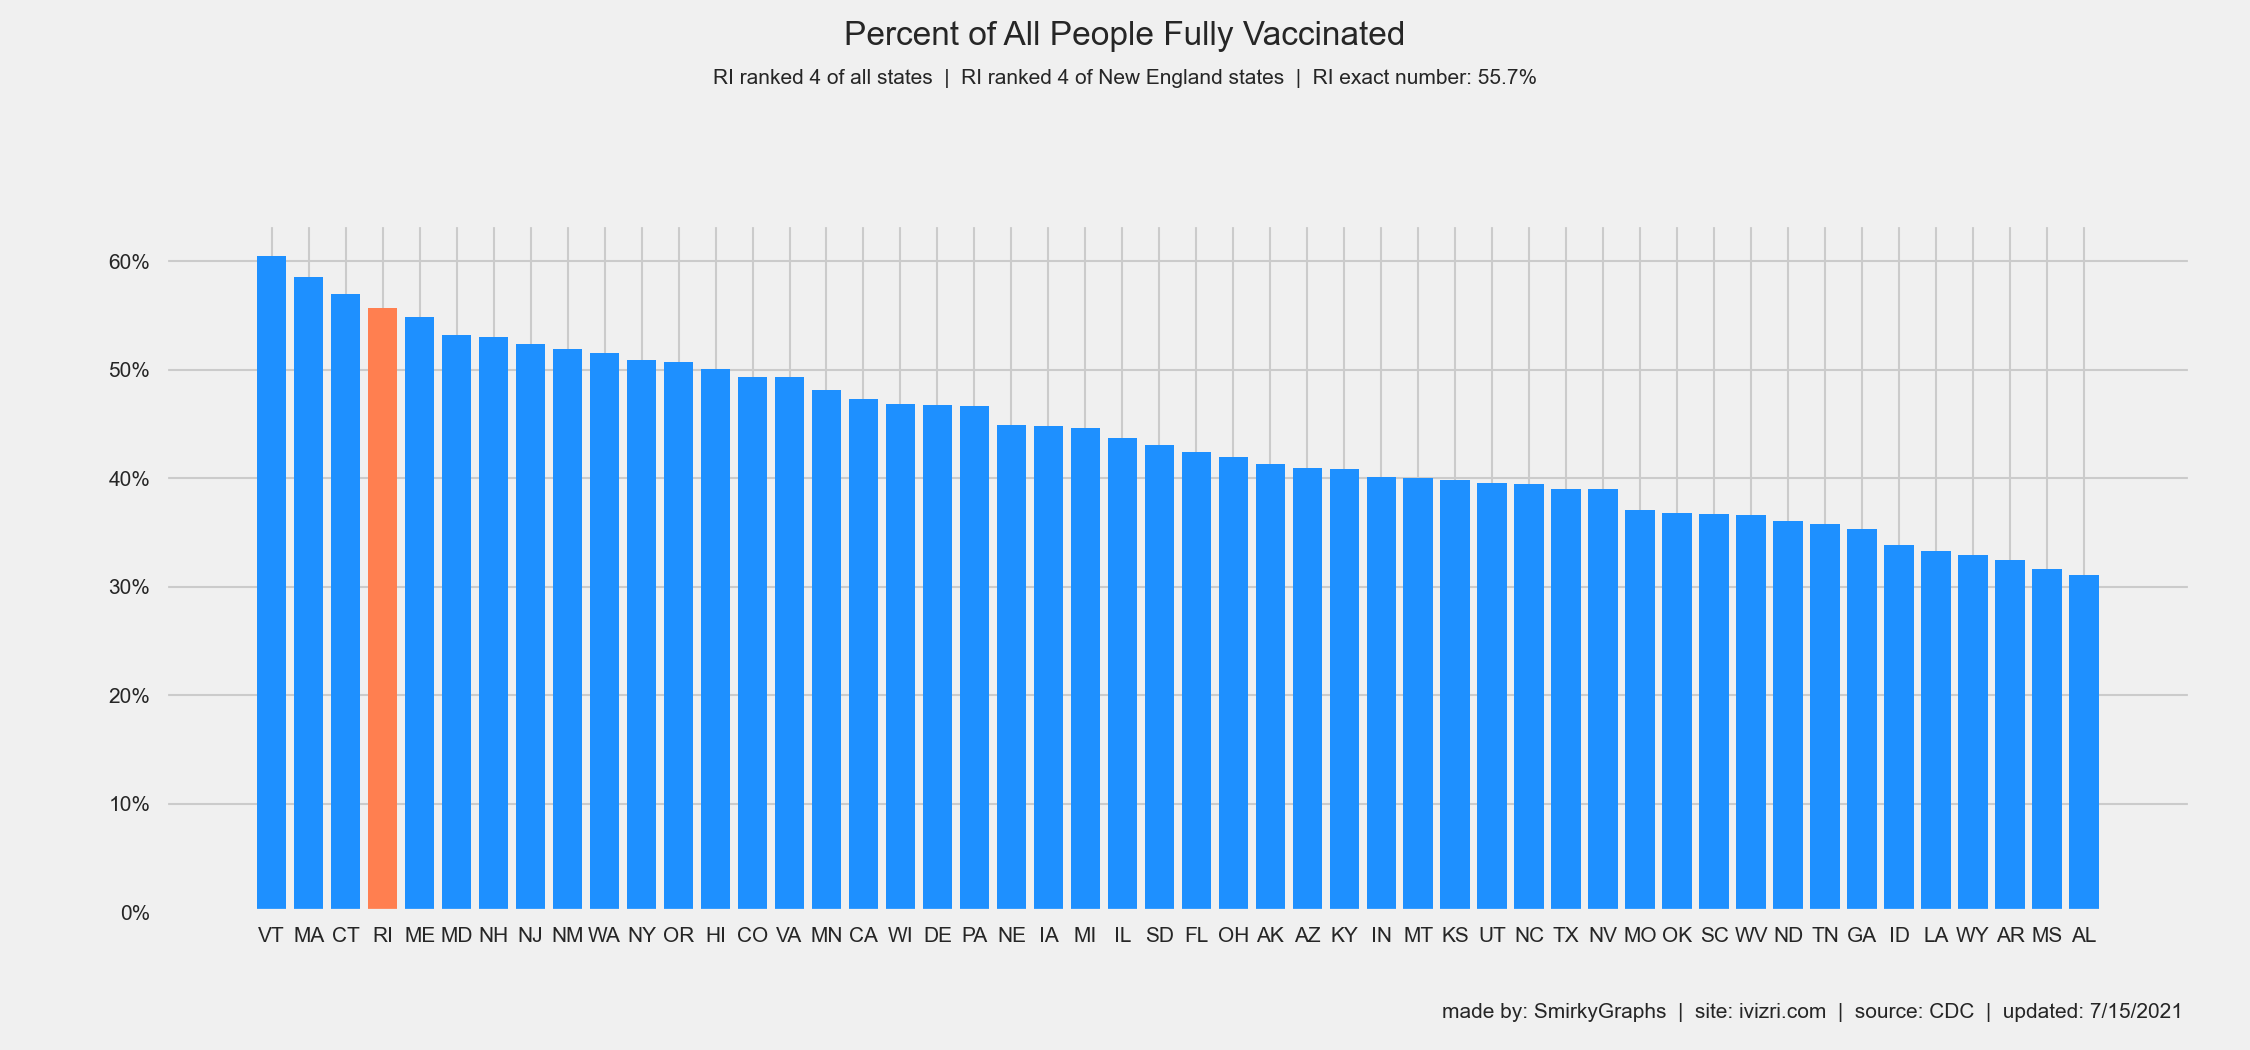 Percent of All People Fully Vaccinated
RI ranked 4 of all states | RI ranked 4 of New England states | RI exact number: 55.7%
60%
50%
40%
30%
20%
10%
0%
VT MA CT RI ME MD NH NJ NM WA NY OR HI CO VA MN CA WI DE PA NE IA MI IL SD FL OH AK AZ KY IN MT KS UT NC TX NV MO OK SC WV ND TN GA ID LA WY AR MS AL
made by: SmirkyGraphs | site: ivizri.com | source: CDC | updated: 7/15/2021